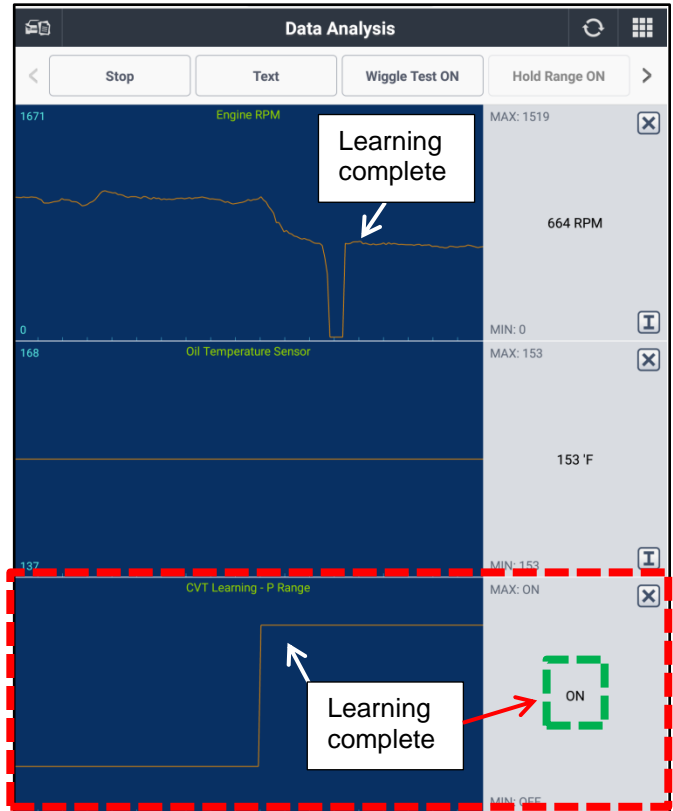 Data Analysis
Stop
Text
Wiggle Test ON
Hold Range ON
1671
Engine RPM
Learning
complete
MAX: 1519
664 RPM
0
MIN: 0
168
Oil Temperature Sensor
MAX: 153
153 'F
137
MIN: 153
CVT Learning - P Range
MAX: ON
Learning
complete
ON
MIN: OFF